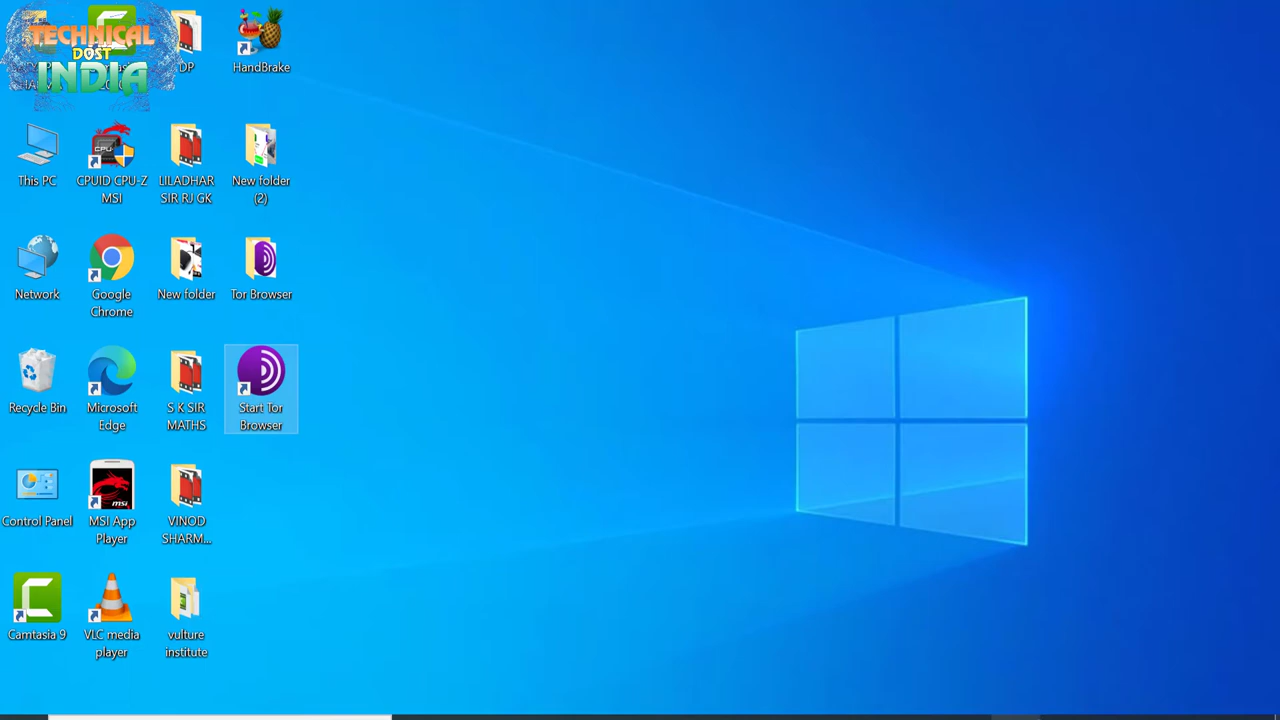 TECHNICAL
DOST
INDIA
DP
HandBrake
This PC
CPUID CPU-Z
MSI
LILADHAR
SIR RJ GK
New folder
(2)
Network
Google
Chrome
New folder
Tor Browser
Recycle Bin
Microsoft
Edge
S K SIR
MATHS
Start Tor
Browser
Control Panel
MSI App
Player
VINOD
SHARM...
Camtasia 9
VLC media
player
vulture
institute